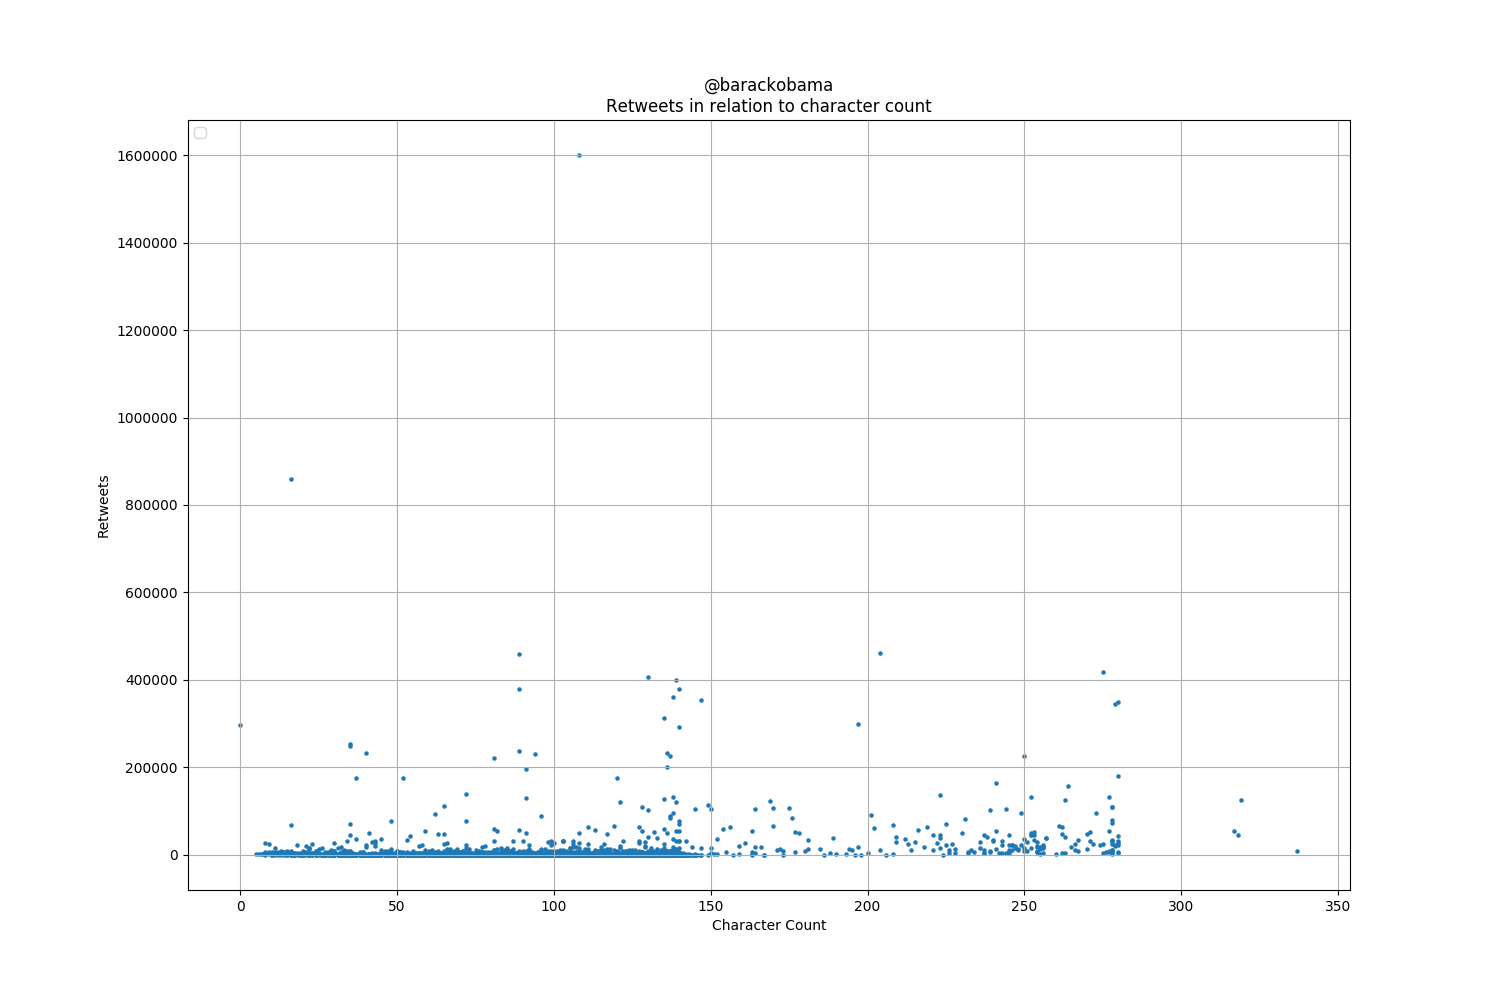 @barackobama
Retweets in relation to character count
1600000
1400000
1200000
1000000
800000
600000
400000
200000
0
Retweets
0 50 100 150 200 250 300 350
Character Count